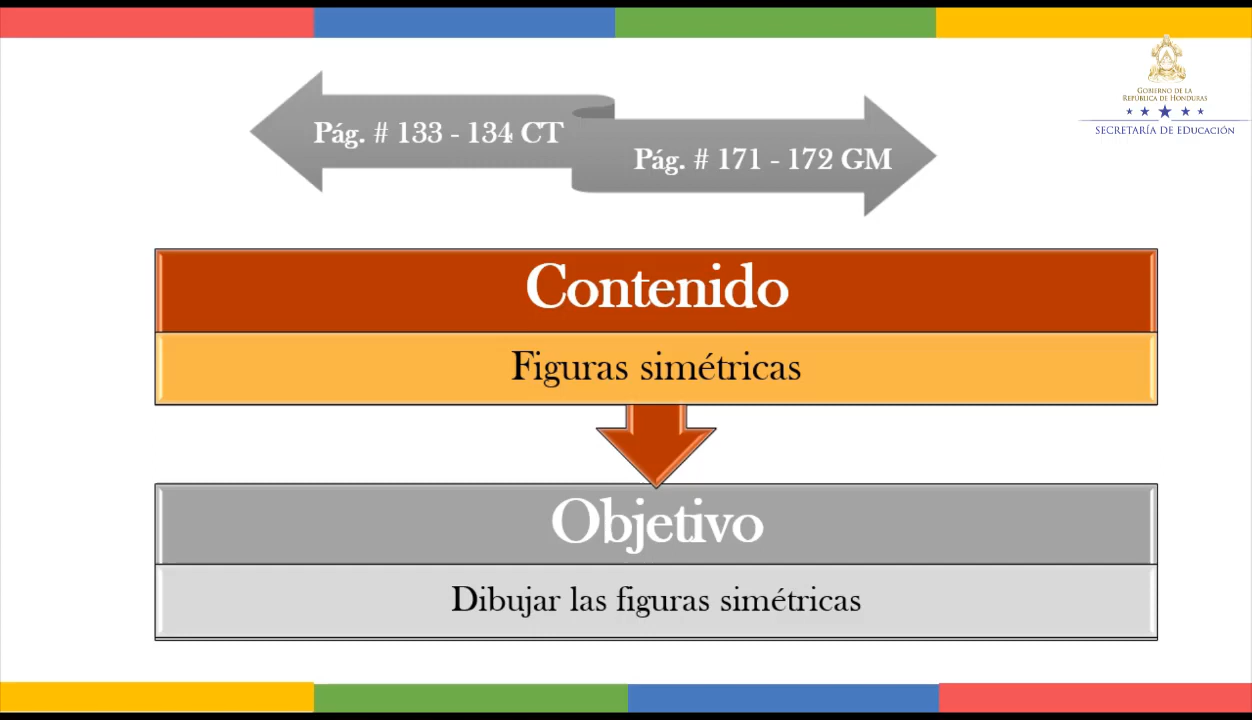 Pág. # 133 - 134 CT
Pág. # 171 - 172 GM
GOBIERNO DE LA
REPÚBLICA DE HONDURAS
SECRETARÍA DE EDUCACIÓN
Contenido
Figuras simétricas
Objetivo
Dibujar las figuras simétricas